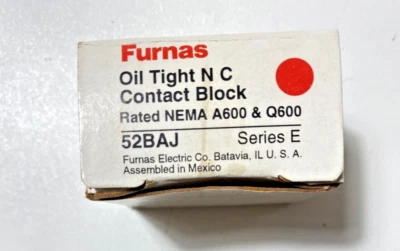 Furnas
Oil Tight N C
Contact Block
Rated NEMA A600 & Q600
52BAJ Series E
Furnas Electric Co. Batavia, IL U. S. A.
Assembled in Mexico